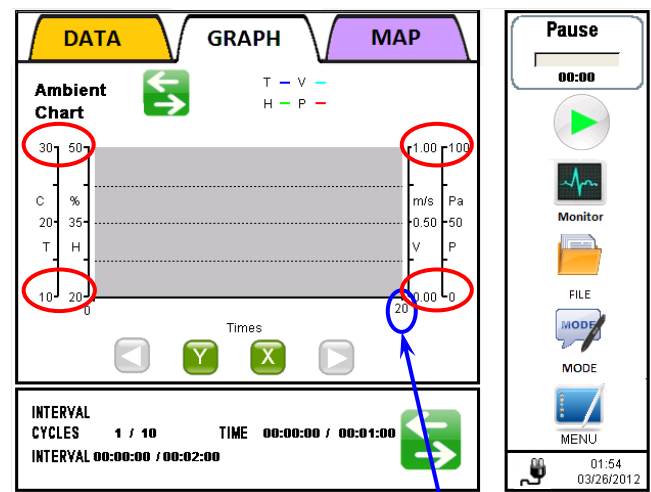 DATA
GRAPH
MAP
Ambient
Chart
T V
H P
30 50 1.00 100
C % m/s Pa
20 35 0.50 50
T H V P
10 20 0.00 0
0 20
Times
Y X
INTERVAL
CYCLES 1 / 10 TIME 00:00:00 / 00:01:00
INTERVAL 00:00:00 / 00:02:00
Pause
00:00
Monitor
FILE
MODE
MODE
MENU
01:54
03/26/2012